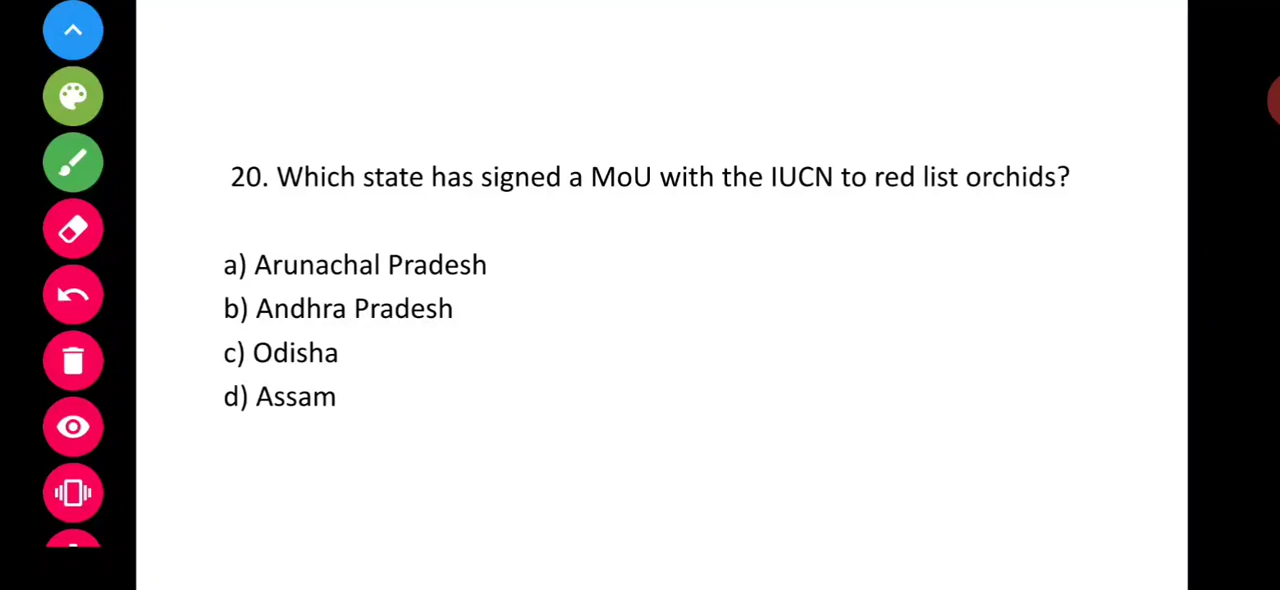 20. Which state has signed a MoU with the IUCN to red list orchids?
a) Arunachal Pradesh
b) Andhra Pradesh
c) Odisha
d) Assam